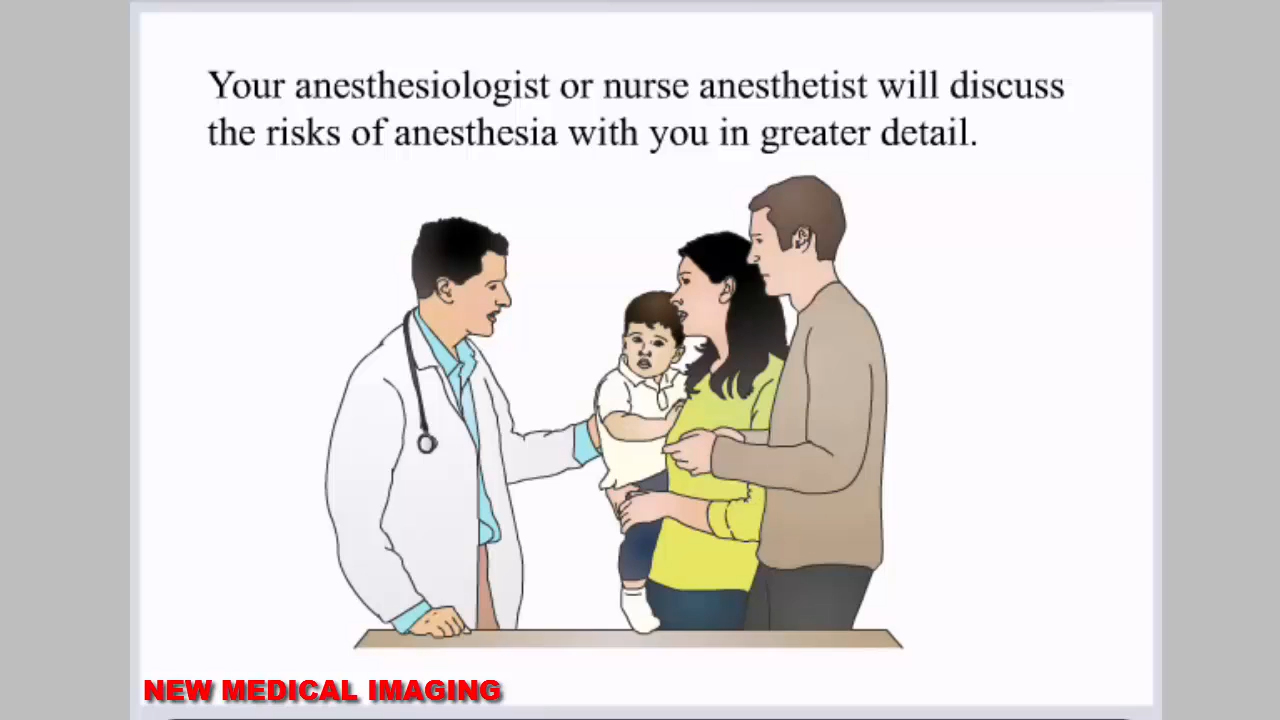 Your anesthesiologist or nurse anesthetist will discuss
the risks of anesthesia with you in greater detail.
NEW MEDICAL IMAGING